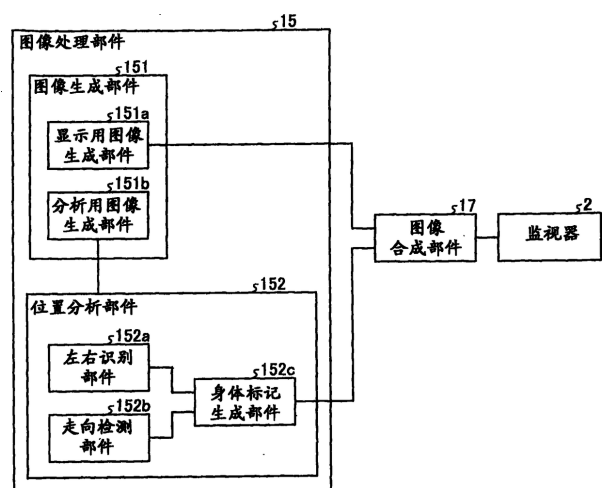 15
图像处理部件
151
图像生成部件
151a
显示用图像
生成部件
151b
分析用图像
生成部件
17
图像
合成部件
2
监视器
152
位置分析部件
152a
左右识别
部件
152b
走向检测
部件
152c
身体标记
生成部件